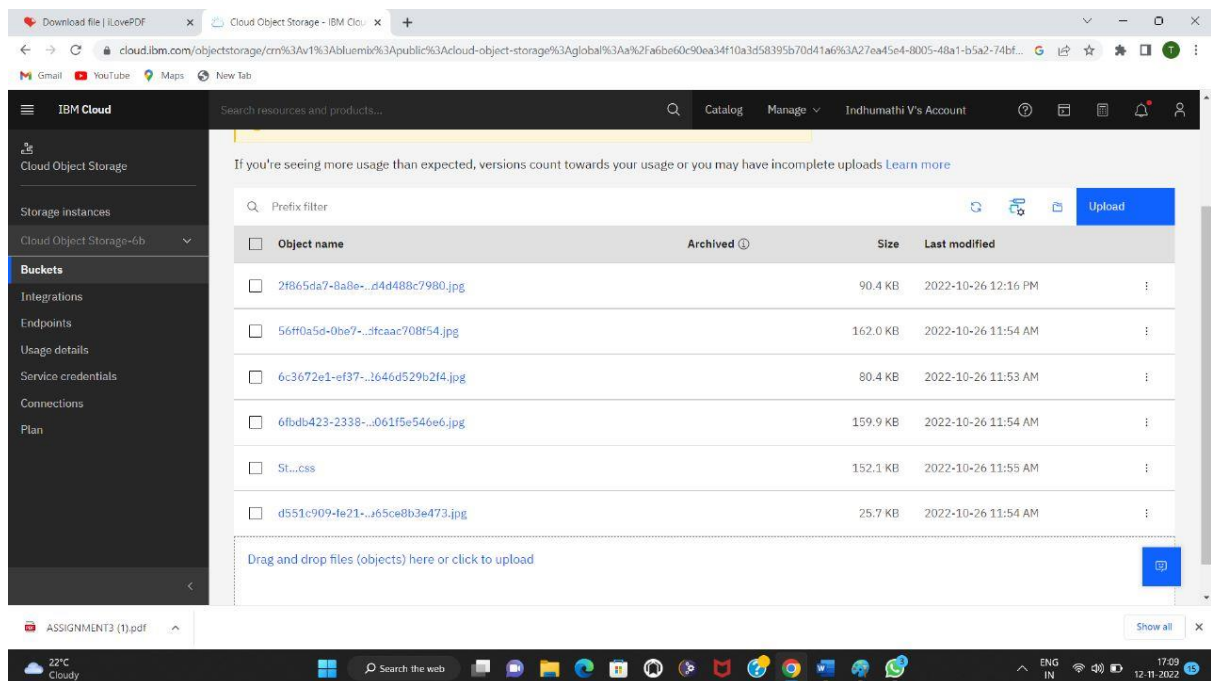 Download file | iLovePDF
Cloud Object Storage - IBM Clou
cloud.ibm.com/objectstorage/crn%3Av1%3Abluemix%3Apublic%3Acloud-object-storage%3Aglobal%3Aa%2Fa6be60c90ea34f10a3d58395b70d41a6%3A27ea45e4-8005-48a1-b5a2-74bf...
G
T
Gmail YouTube Maps New Tab
IBM Cloud
Search resources and products...
Catalog Manage Indhumathi V's Account
Cloud Object Storage
If you're seeing more usage than expected, versions count towards your usage or you may have incomplete uploads Learn more
Storage instances
Prefix filter
Upload
Cloud Object Storage-6b
Object name Archived Size Last modified
Buckets
2f865da7-8a8e-...d4d488c7980.jpg 90.4 KB 2022-10-26 12:16 PM
Integrations
Endpoints
56ff0a5d-0be7-...dfcaac708f54.jpg 162.0 KB 2022-10-26 11:54 AM
Usage details
Service credentials
6c3672e1-ef37-...2646d529b2f4.jpg 80.4 KB 2022-10-26 11:53 AM
Connections
Plan
6fbdb423-2338-...061f5e546e6.jpg 159.9 KB 2022-10-26 11:54 AM
St...css 152.1 KB 2022-10-26 11:55 AM
25.7 KB 2022-10-26 11:54 AM
Drag and drop files (objects) here or click to upload
ASSIGNMENT3 (1).pdf
Show all
22°C
Cloudy
Search the web
ENG
IN
17:09
12-11-2022
15